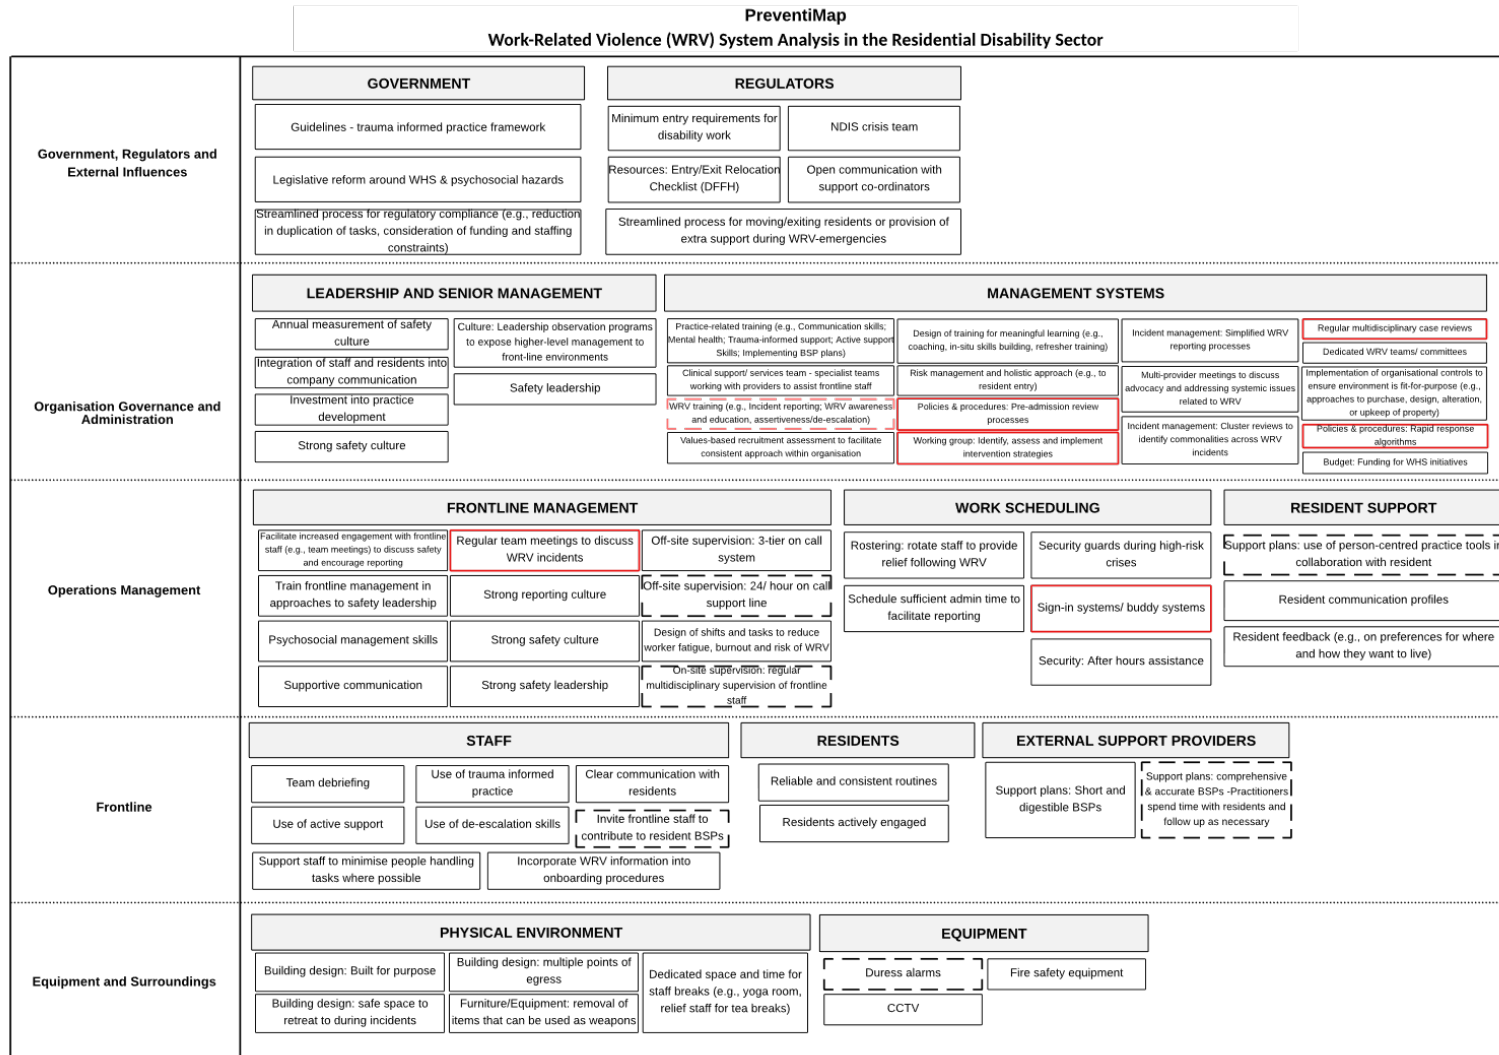 PreventiMap
Work-Related Violence (WRV) System Analysis in the Residential Disability Sector
Government, Regulators and
External Influences
GOVERNMENT
Guidelines - trauma informed practice framework
Legislative reform around WHS & psychosocial hazards
Streamlined process for regulatory compliance (e.g., reduction
in duplication of tasks, consideration of funding and staffing
constraints)
REGULATORS
Minimum entry requirements for
disability work
NDIS crisis team
Resources: Entry/Exit Relocation
Checklist (DFFH)
Open communication with
support co-ordinators
Streamlined process for moving/exiting residents or provision of
extra support during WRV-emergencies
Organisation Governance and
Administration
LEADERSHIP AND SENIOR MANAGEMENT
Annual measurement of safety
culture
Integration of staff and residents into
company communication
Investment into practice
development
Strong safety culture
Culture: Leadership observation programs
to expose higher-level management to
front-line environments
Safety leadership
MANAGEMENT SYSTEMS
Practice-related training (e.g., Communication skills;
Mental health; Trauma-informed support; Active support
Skills; Implementing BSP plans)
Clinical support/ services team - specialist teams
working with providers to assist frontline staff
WRV training (e.g., Incident reporting; WRV awareness
and education, assertiveness/de-escalation)
Values-based recruitment assessment to facilitate
consistent approach within organisation
Design of training for meaningful learning (e.g.,
coaching, in-situ skills building, refresher training)
Risk management and holistic approach (e.g., to
resident entry)
Policies & procedures: Pre-admission review
processes
Working group: Identify, assess and implement
intervention strategies
Incident management: Simplified WRV
reporting processes
Multi-provider meetings to discuss
advocacy and addressing systemic issues
related to WRV
Incident management: Cluster reviews to
identify commonalities across WRV
incidents
Regular multidisciplinary case reviews
Dedicated WRV teams/ committees
Implementation of organisational controls to
ensure environment is fit-for-purpose (e.g.,
approaches to purchase, design, alteration,
or upkeep of property)
Policies & procedures: Rapid response
algorithms
Budget: Funding for WHS initiatives
Operations Management
FRONTLINE MANAGEMENT
Facilitate increased engagement with frontline
staff (e.g., team meetings) to discuss safety
and encourage reporting
Train frontline management in
approaches to safety leadership
Psychosocial management skills
Supportive communication
Regular team meetings to discuss
WRV incidents
Strong reporting culture
Strong safety culture
Strong safety leadership
Off-site supervision: 3-tier on call
system
Off-site supervision: 24/ hour on call
support line
Design of shifts and tasks to reduce
worker fatigue, burnout and risk of WRV
On-site supervision: regular
multidisciplinary supervision of frontline
staff
WORK SCHEDULING
Rostering: rotate staff to provide
relief following WRV
Schedule sufficient admin time to
facilitate reporting
Security guards during high-risk
crises
Sign-in systems/ buddy systems
Security: After hours assistance
RESIDENT SUPPORT
Support plans: use of person-centred practice tools in
collaboration with resident
Resident communication profiles
Resident feedback (e.g., on preferences for where
and how they want to live)
Frontline
STAFF
Team debriefing
Use of trauma informed
practice
Clear communication with
residents
Use of active support
Use of de-escalation skills
Invite frontline staff to
contribute to resident BSPs
Support staff to minimise people handling
tasks where possible
Incorporate WRV information into
onboarding procedures
RESIDENTS
Reliable and consistent routines
Residents actively engaged
EXTERNAL SUPPORT PROVIDERS
Support plans: Short and
digestible BSPs
Support plans: comprehensive
& accurate BSPs -Practitioners
spend time with residents and
follow up as necessary
Equipment and Surroundings
PHYSICAL ENVIRONMENT
Building design: Built for purpose
Building design: multiple points of
egress
Building design: safe space to
retreat to during incidents
Furniture/Equipment: removal of
items that can be used as weapons
Dedicated space and time for
staff breaks (e.g., yoga room,
relief staff for tea breaks)
EQUIPMENT
Duress alarms
Fire safety equipment
CCTV